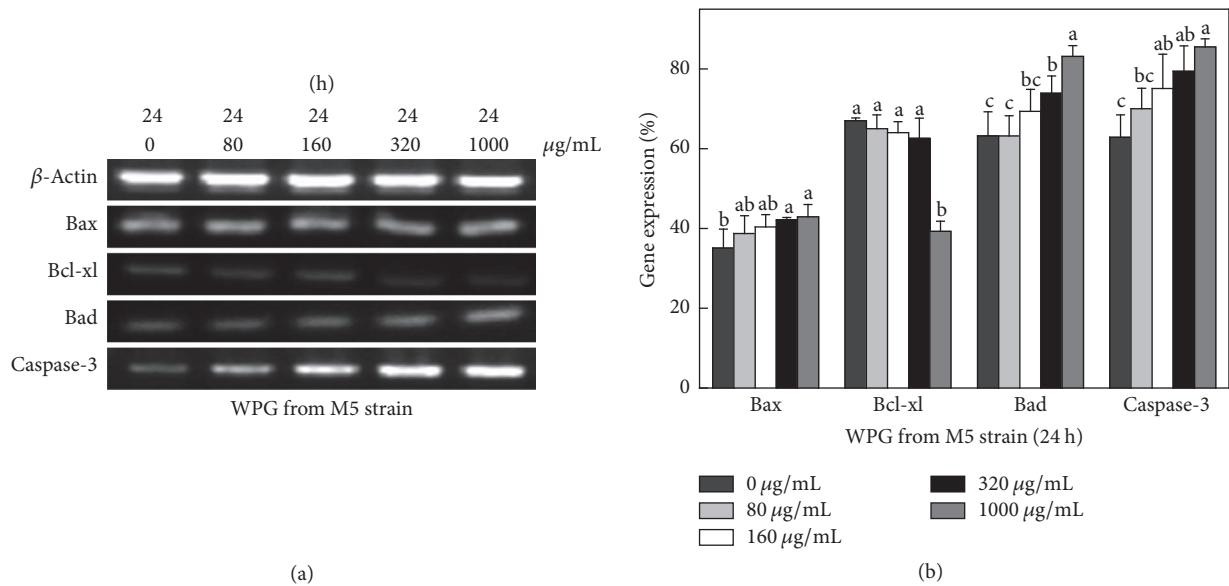 (h)
24 24 24 24 24
0 80 160 320 1000 μg/mL
β-Actin
Bax
Bcl-xl
Bad
Caspase-3
WPG from M5 strain
(a)
Gene expression (%)
80
60
40
20
0
b ab ab a a
a a a a b
c c bc b a
c bc ab ab a
Bax Bcl-xl Bad Caspase-3
WPG from M5 strain (24 h)
0 μg/mL
80 μg/mL
160 μg/mL
320 μg/mL
1000 μg/mL
(b)